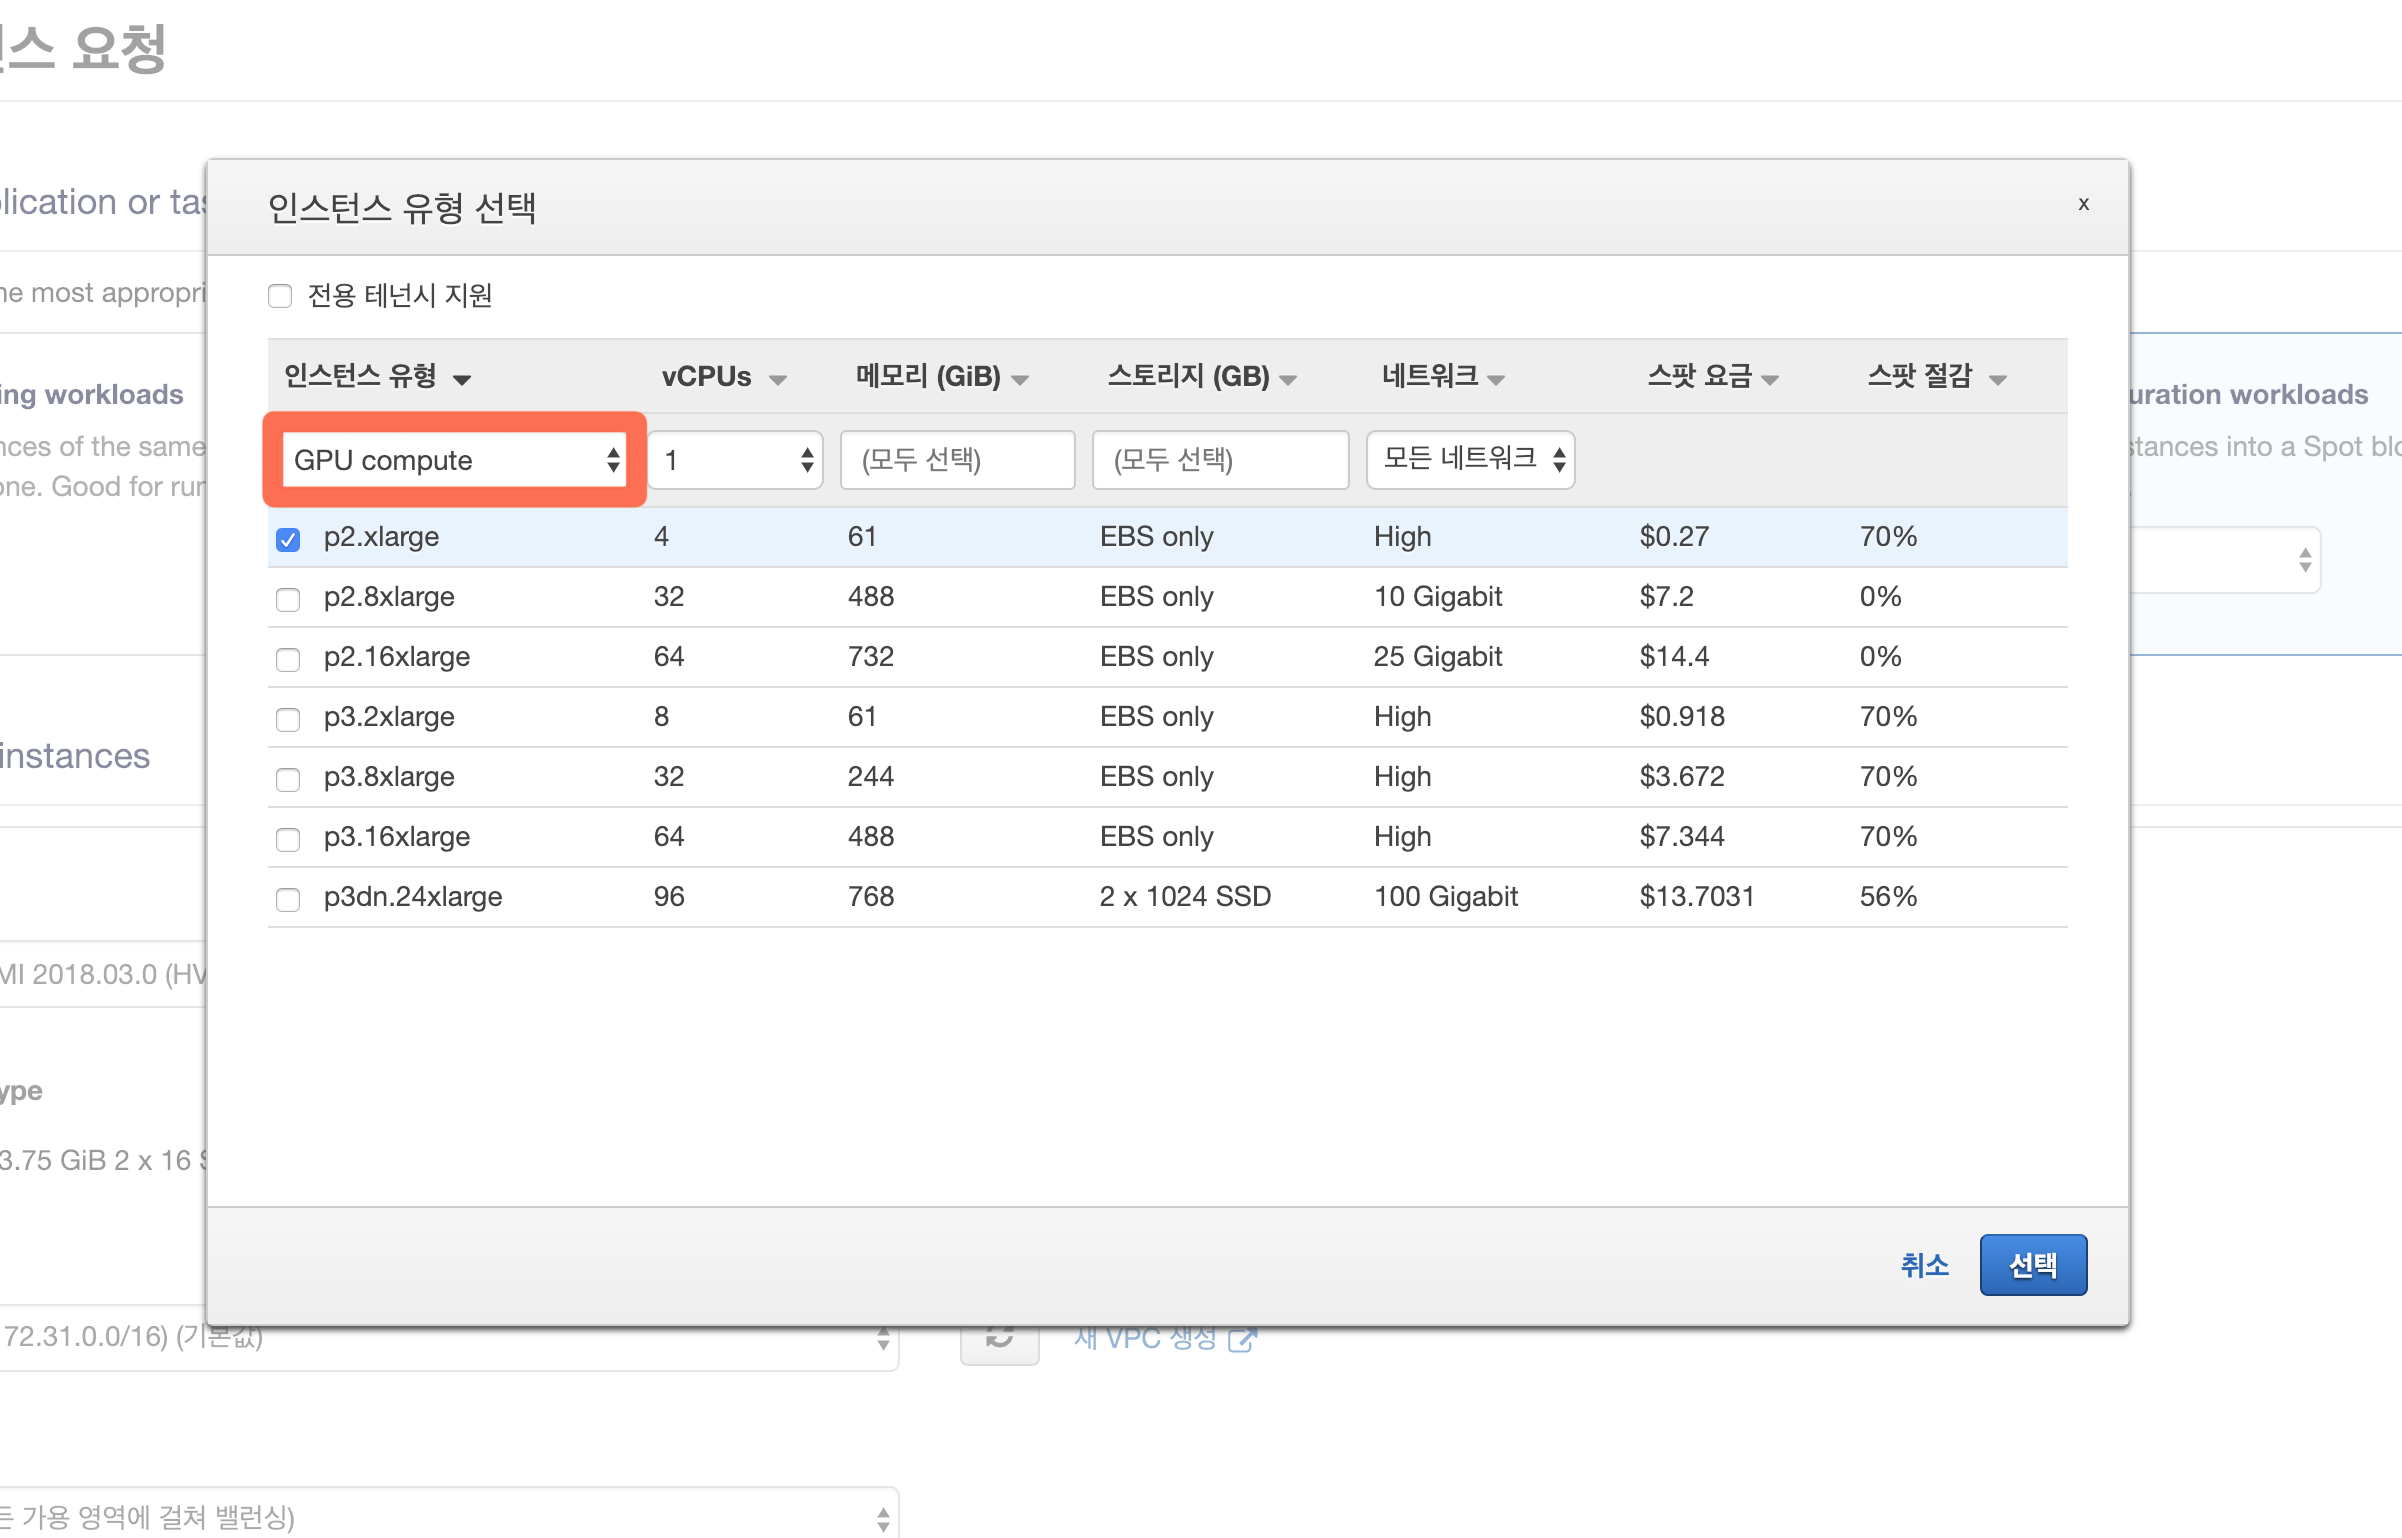 스 요청
lication or tas
인스턴스 유형 선택
x
he most appropri
전용 테넌시 지원
인스턴스 유형 vCPUs 메모리 (GiB) 스토리지 (GB) 네트워크 스팟 요금 스팟 절감
ing workloads
uration workloads
nces of the same
GPU compute 1 (모두 선택) (모두 선택) 모든 네트워크
stances into a Spot blo
one. Good for run
p2.xlarge 4 61 EBS only High $0.27 70%
p2.8xlarge 32 488 EBS only 10 Gigabit $7.2 0%
p2.16xlarge 64 732 EBS only 25 Gigabit $14.4 0%
p3.2xlarge 8 61 EBS only High $0.918 70%
instances
p3.8xlarge 32 244 EBS only High $3.672 70%
p3.16xlarge 64 488 EBS only High $7.344 70%
p3dn.24xlarge 96 768 2 x 1024 SSD 100 Gigabit $13.7031 56%
MI 2018.03.0 (HV
ype
3.75 GiB 2 x 16 S
취소 선택
72.31.0.0/16) (기본값) 새 VPC 생성
든 가용 영역에 걸쳐 밸런싱)